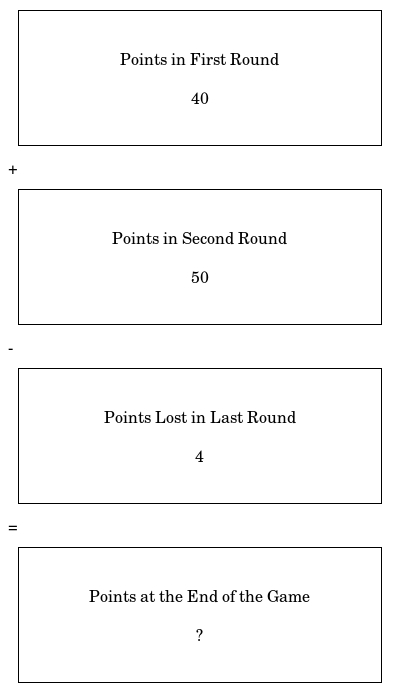 Points in First Round
40
+
Points in Second Round
50
-
Points Lost in Last Round
4
=
Points at the End of the Game
?